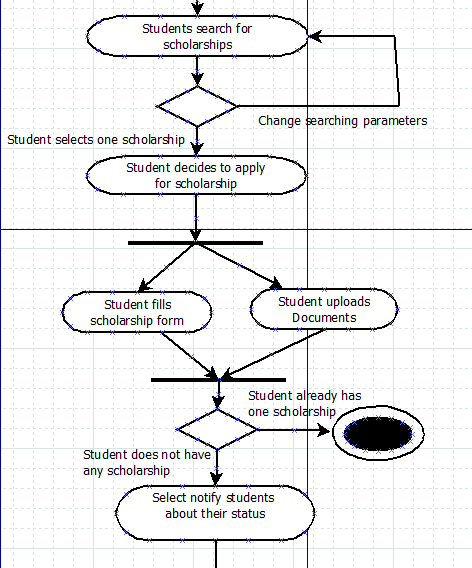 Students search for
scholarships
Change searching parameters
Student selects one scholarship
Student decides to apply
for scholarship
Student fills
scholarship form
Student uploads
Documents
Student already has
one scholarship
Student does not have
any scholarship
Select notify students
about their status